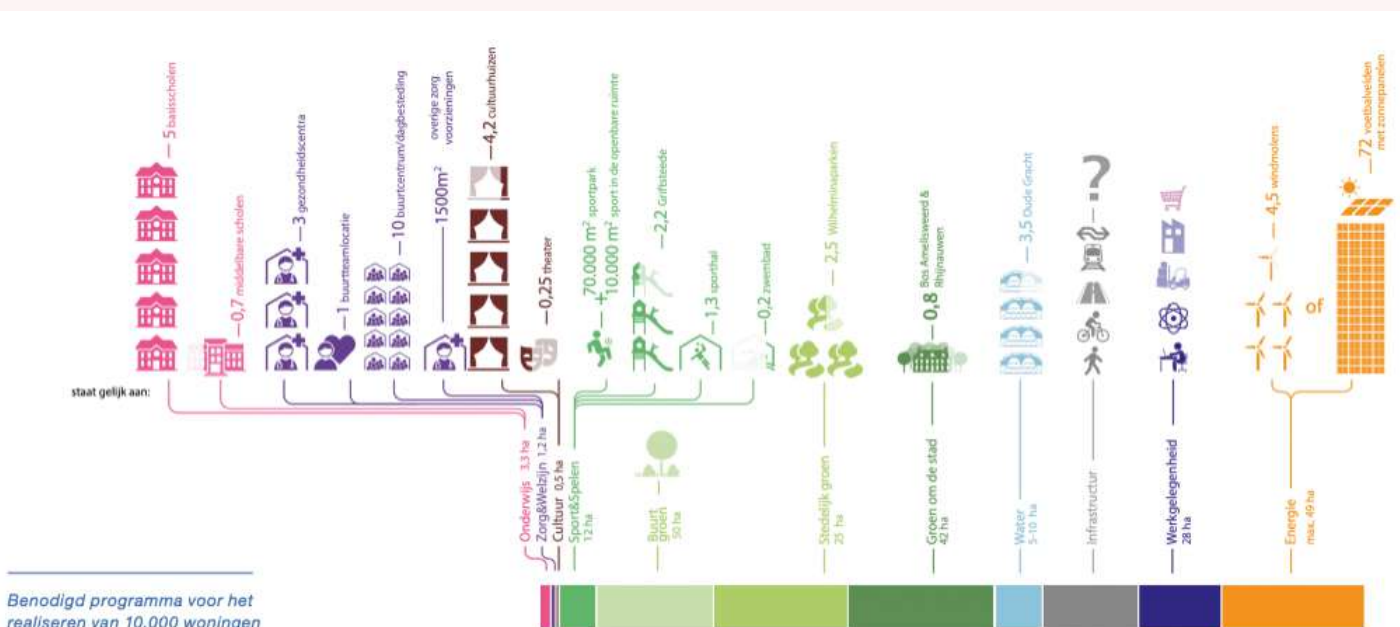 5 basisscholen
0,7 middelbare scholen
3 gezondheidscentra
1 buurtteamlocatie
10 buurtcentrum/dagbesteding
1500m² overige zorg
voorzieningen
4,2 cultuurhuizen
0,25 theater
70.000 m² sportpark
+10.000 m² sport in de openbare ruimte
2,2 Griftsteede
1,3 sporthal
0,2 zwembad
2,5 Wilhelminaparken
0,8 Bos Amelisweerd &
Rhijnauwen
3,5 Oude Gracht
?
4,5 windmolens
of
72 voetbalvelden
met zonnepanelen
staat gelijk aan:
Onderwijs 3,3 ha
Zorg&Welzijn 1,2 ha
Cultuur 0,5 ha
Sport&Spelen
12 ha
Buurt
groen
50 ha
Stedelijk groen
25 ha
Groen om de stad
42 ha
Water
5-10 ha
Infrastructur
Werkgelegenheid
28 ha
Energie
max. 49 ha
Benodigd programma voor het
realiseren van 10.000 woningen